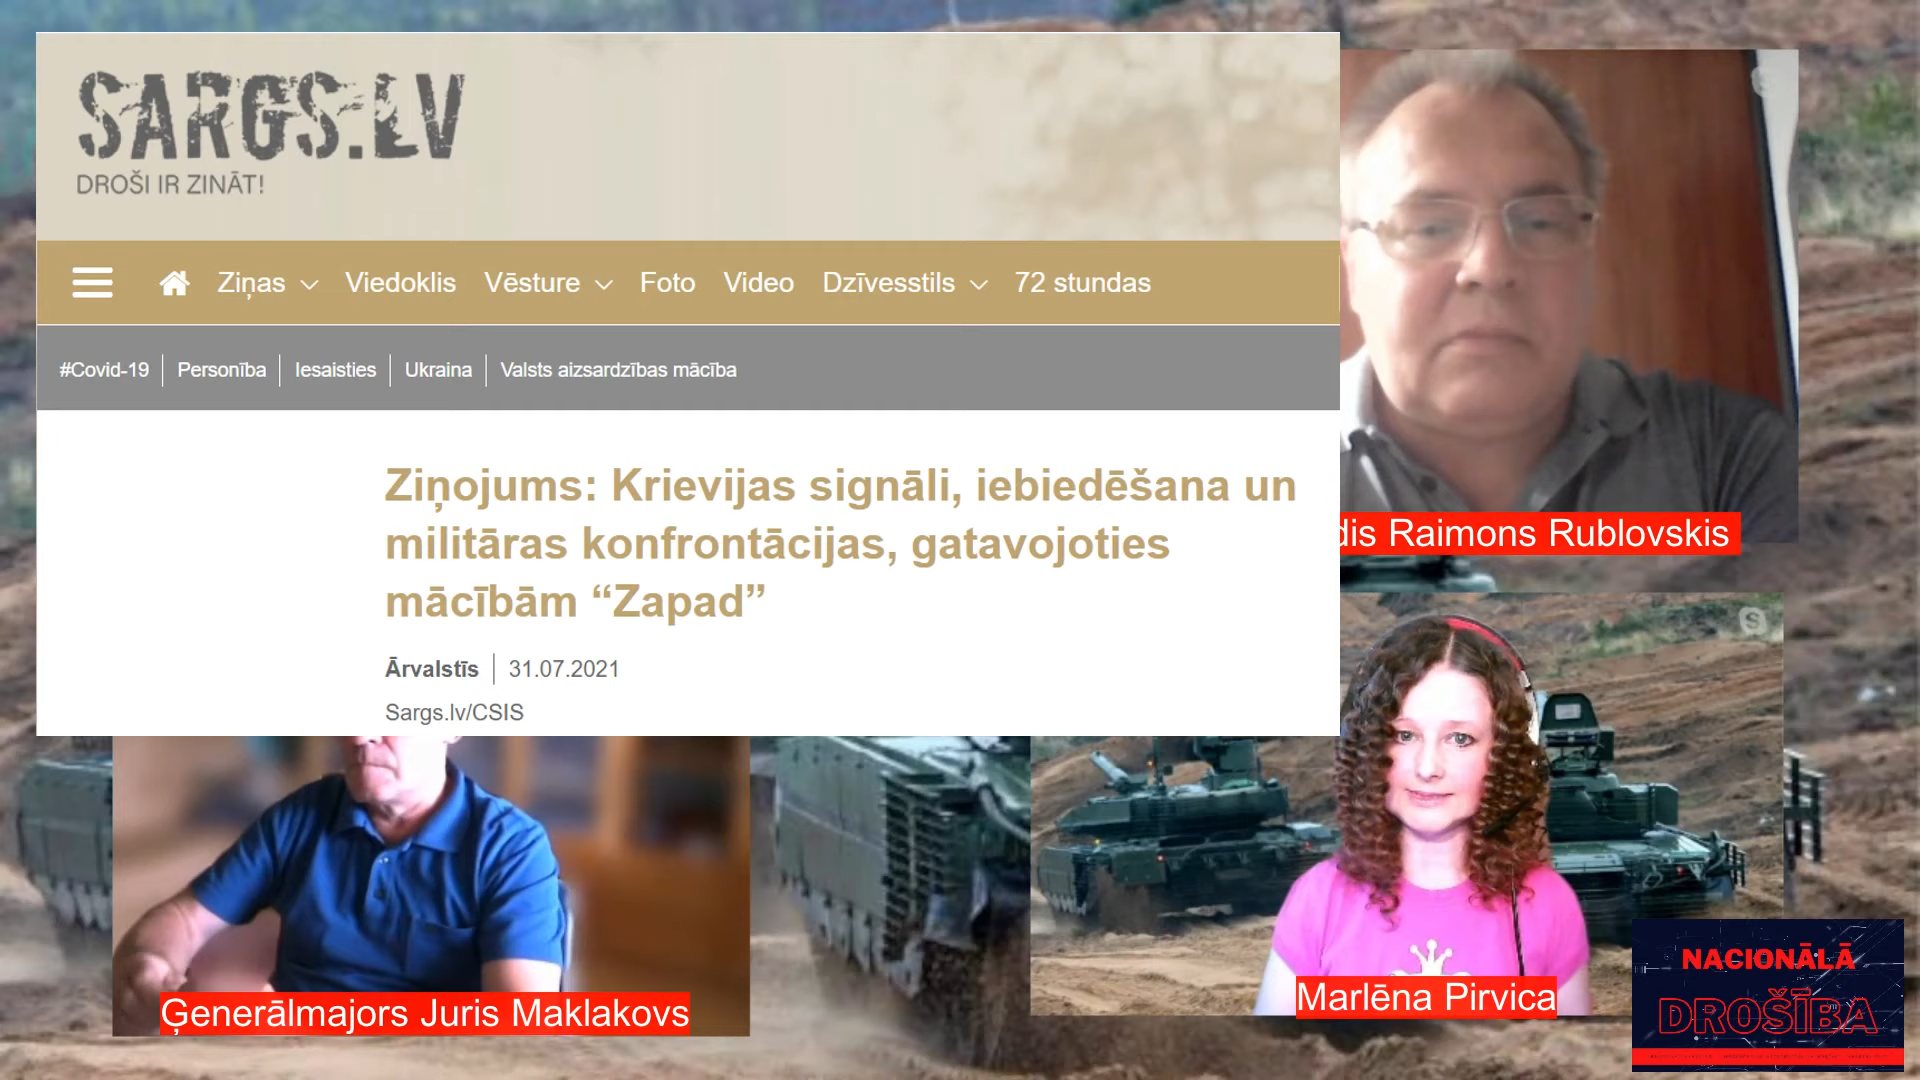 SARGS.LV
DROŠI IR ZINĀT!
Ziņas Viedoklis Vēsture Foto Video Dzīvesstils 72 stundas
#Covid-19 Personība Iesaisties Ukraina Valsts aizsardzības mācība
Ziņojums: Krievijas signāli, iebiedēšana un
militāras konfrontācijas, gatavojoties
mācībām “Zapad”
Ārvalstīs 31.07.2021
Sargs.lv/CSIS
Raimons Rublovskis
Ģenerālmajors Juris Maklakovs
Marlēna Pirvica
NACIONĀLĀ
DROŠĪBA